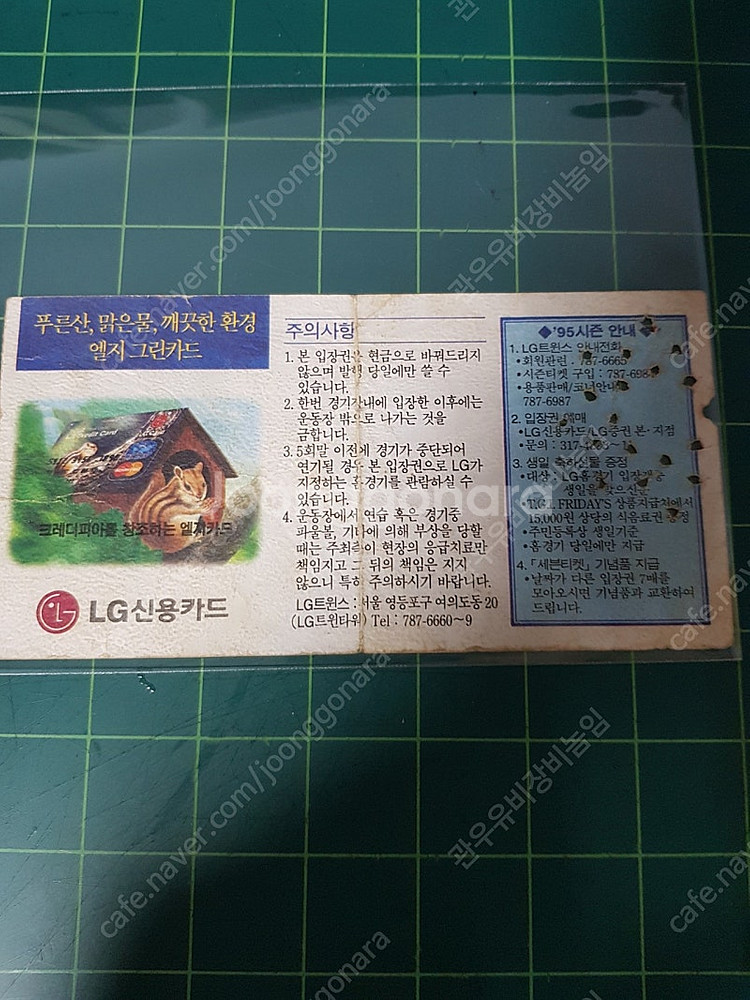 푸른산, 맑은물, 깨끗한 환경
엘지 그린카드
크레디피아를 창조하는 엘지카드
LG신용카드
주의사항
1. 본 입장권은 현금으로 바꿔드리지
않으며 발행 당일에만 쓸 수
있습니다.
2. 한번 경기장내에 입장한 이후에는
운동장 밖으로 나가는 것을
금합니다.
3. 5회말 이전에 경기가 중단되어
연기될 경우 본 입장권으로 LG가
지정하는 홈경기를 관람하실 수
있습니다.
4. 운동장에서 연습 혹은 경기중
파울볼, 기타에 의해 부상을 당할
때는 주최측이 현장의 응급치료만
책임지고 그 뒤의 책임은 지지
않으니 특히 주의하시기 바랍니다.
LG트윈스 : 서울 영등포구 여의도동 20
(LG트윈타워) Tel : 787-6660~9
◆'95시즌 안내◆
1. LG트윈스 안내전화
•회원관련 : 787-6665
•시즌티켓 구입 :
•용품판매/코너안내
787-6987
2. 입장권 예매
•LG신용카드/LG증권 본·지점
•문의 :
3. 생일 축하선물 증정
•대상 : LG홈경기 입장객중
생일을 맞으신분
•T.G.I. FRIDAY'S 상품지급처에서
15,000원 상당의 식음료권 증정
•주민등록상 생일기준
•홈경기 당일에만 지급
4. 「세븐티켓」 기념품 지급
•날짜가 다른 입장권 7매를
모아오시면 기념품과 교환하여
드립니다.
joonggonara
cafe.naver.com/joonggonara
관우우비장비놈임